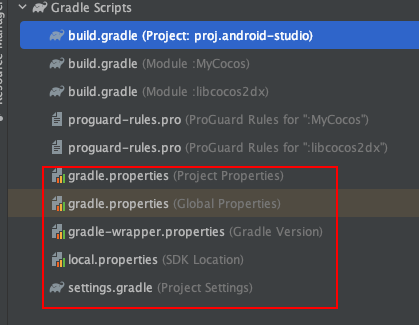 Resource Manager
Gradle Scripts
build.gradle (Project: proj.android-studio)
build.gradle (Module :MyCocos)
build.gradle (Module :libcocos2dx)
proguard-rules.pro (ProGuard Rules for ":MyCocos")
proguard-rules.pro (ProGuard Rules for ":libcocos2dx")
gradle.properties (Project Properties)
gradle.properties (Global Properties)
gradle-wrapper.properties (Gradle Version)
local.properties (SDK Location)
settings.gradle (Project Settings)